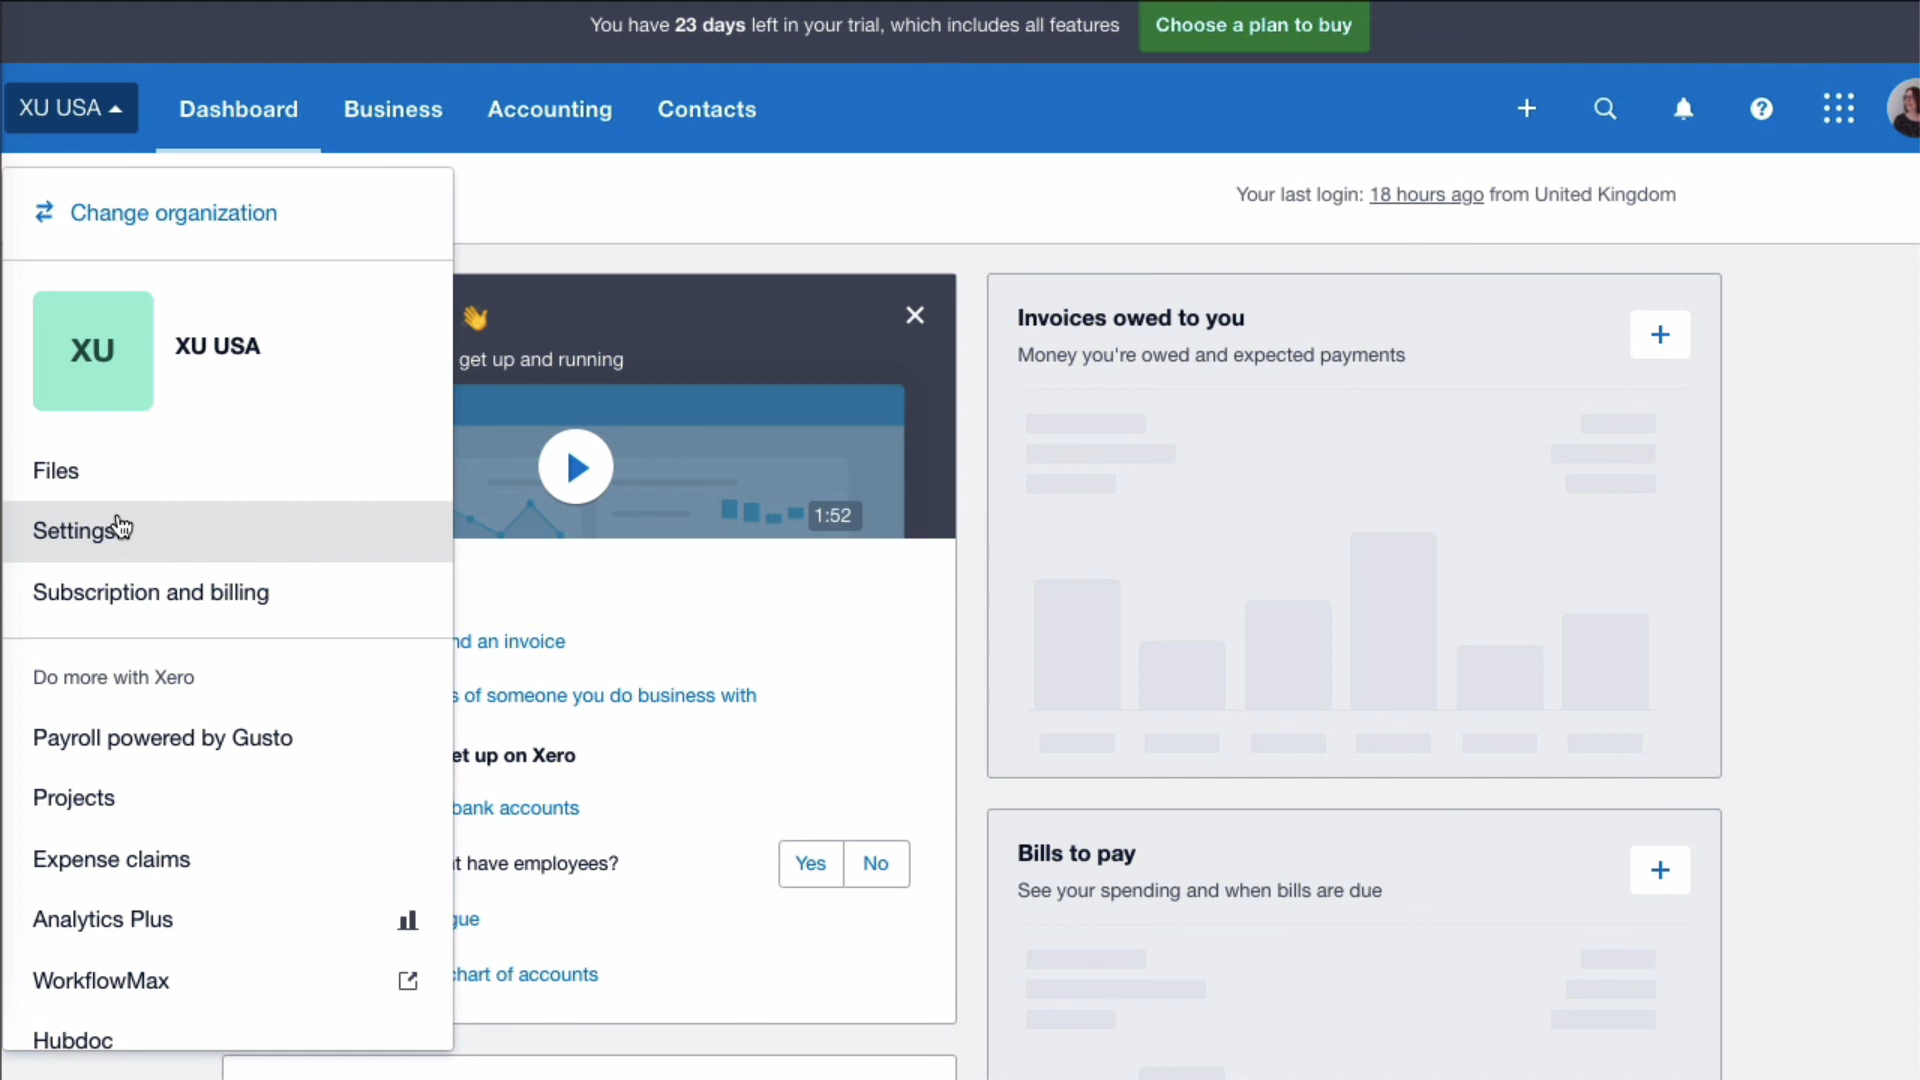 You have 23 days left in your trial, which includes all features
Choose a plan to buy
XU USA
Dashboard
Business
Accounting
Contacts
Change organization
Your last login: 18 hours ago from United Kingdom
XU
XU USA
Files
Settings
Subscription and billing
Do more with Xero
Payroll powered by Gusto
Projects
Expense claims
Analytics Plus
WorkflowMax
Hubdoc
get up and running
1:52
nd an invoice
s of someone you do business with
et up on Xero
bank accounts
t have employees?
Yes
No
gue
chart of accounts
Invoices owed to you
Money you're owed and expected payments
Bills to pay
See your spending and when bills are due